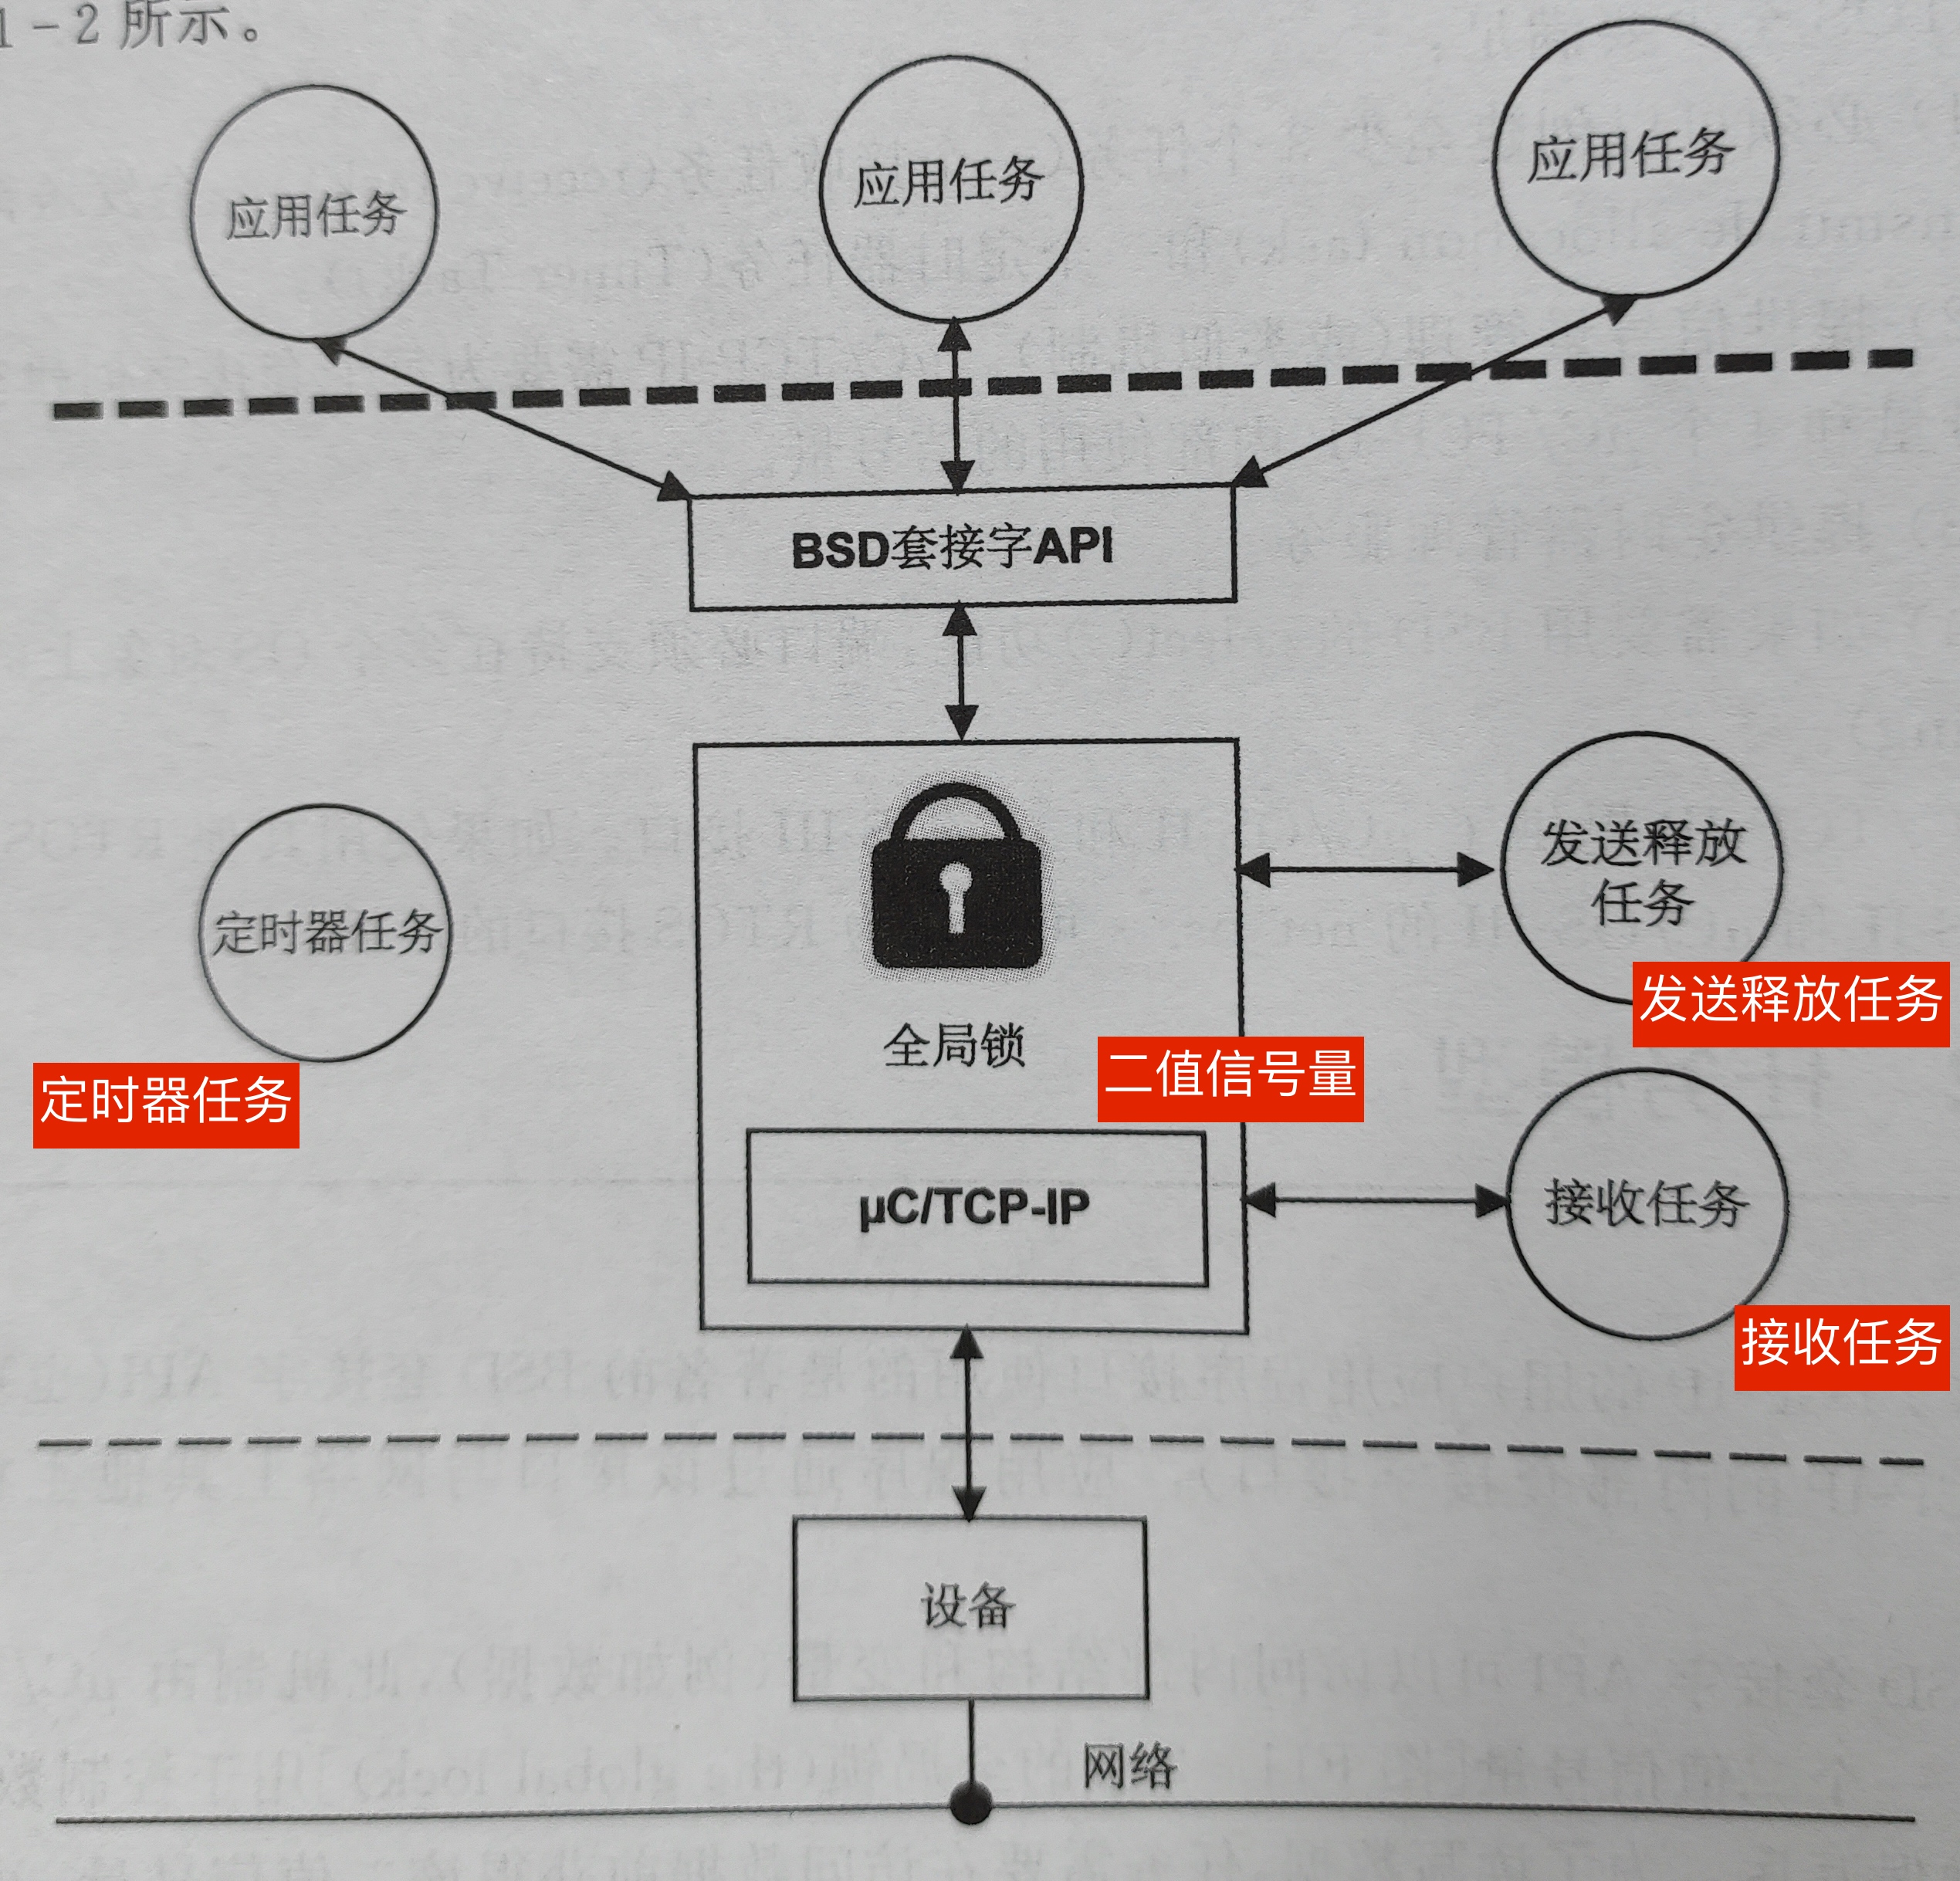 1-2 所示。
应用任务
应用任务
应用任务
BSD套接字API
定时器任务
定时器任务
全局锁
二值信号量
μC/TCP-IP
发送释放
任务
发送释放任务
接收任务
接收任务
设备
网络